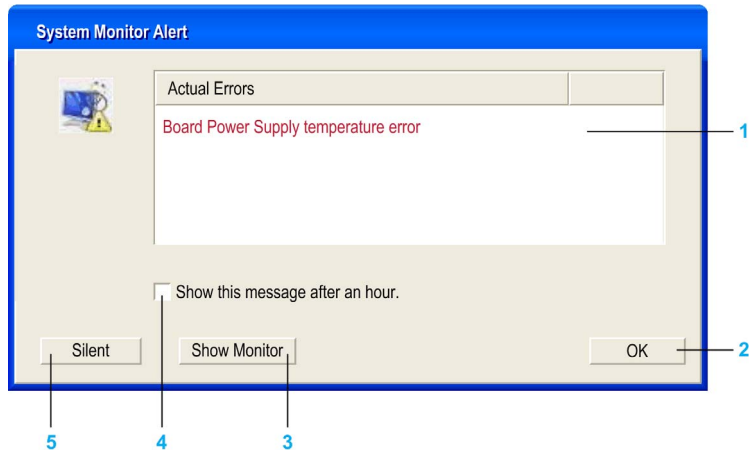 System Monitor Alert
Actual Errors
Board Power Supply temperature error
1
Show this message after an hour.
Silent
Show Monitor
OK
2
5
4
3